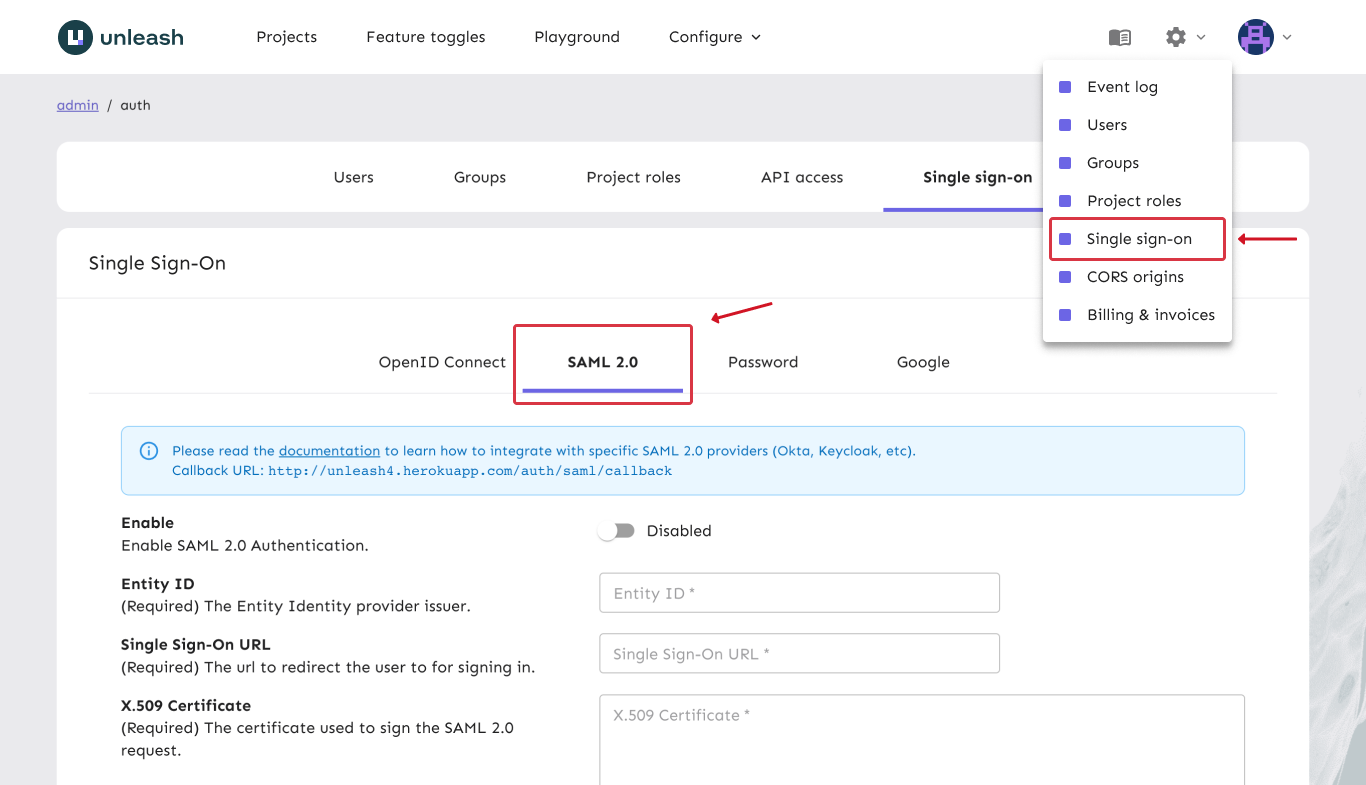 unleash
Projects
Feature toggles
Playground
Configure
admin / auth
Event log
Users
Groups
Project roles
Single sign-on
CORS origins
Billing & invoices
Users
Groups
Project roles
API access
Single sign-on
Single Sign-On
OpenID Connect
SAML 2.0
Password
Google
Please read the documentation to learn how to integrate with specific SAML 2.0 providers (Okta, Keycloak, etc).
Callback URL: http://unleash4.herokuapp.com/auth/saml/callback
Enable
Enable SAML 2.0 Authentication.
Disabled
Entity ID
(Required) The Entity Identity provider issuer.
Entity ID *
Single Sign-On URL
(Required) The url to redirect the user to for signing in.
Single Sign-On URL *
X.509 Certificate
(Required) The certificate used to sign the SAML 2.0
request.
X.509 Certificate *